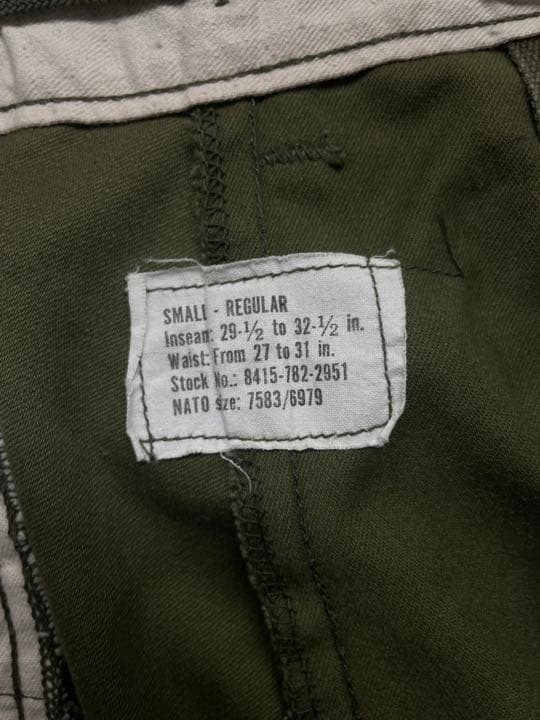 SMALL - REGULAR
Inseam: 29-1/2 to 32-1/2 in.
Waist: From 27 to 31 in.
Stock No.: 8415-782-2951
NATO size: 7583/6979